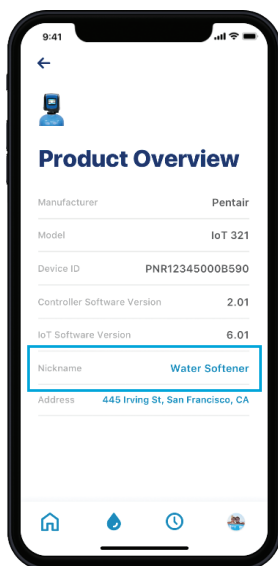 9:41
Product Overview
Manufacturer Pentair
Model IoT 321
Device ID PNR12345000B590
Controller Software Version 2.01
IoT Software Version 6.01
Nickname Water Softener
Address 445 Irving St, San Francisco, CA